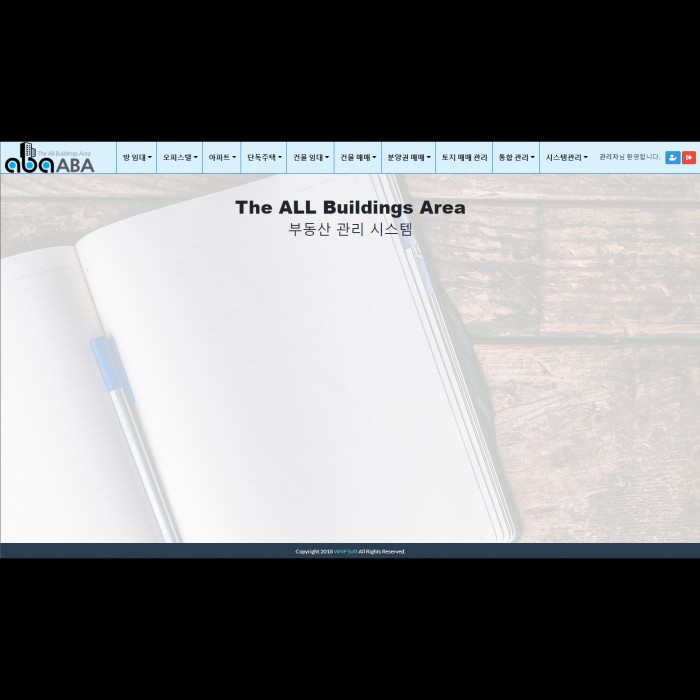 The All Buildings Area
aba ABA
방 임대 오피스텔 아파트 단독주택 건물 임대 건물 매매 분양권 매매 토지 매매 관리 통합 관리 시스템관리 관리자님 환영합니다.
The ALL Buildings Area
부동산 관리 시스템
Copyright 2018 WVP Soft All Rights Reserved.